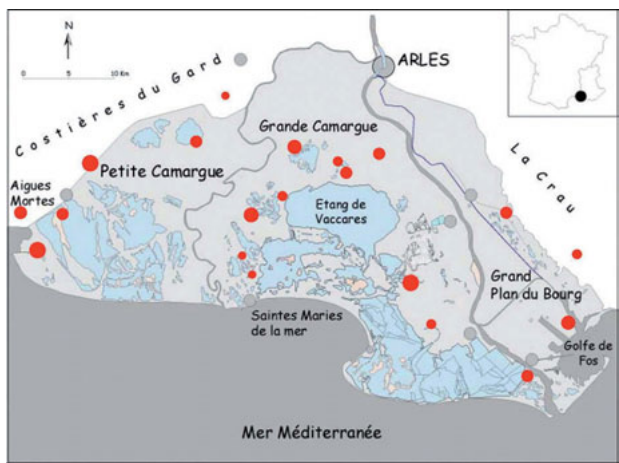 N
0
5
10 Km
ARLES
Costières du Gard
Grande Camargue
Petite Camargue
La Crau
Aigues
Mortes
Etang de
Vaccares
Grand
Plan du Bourg
Saintes Maries
de la mer
Golfe de
Fos
Mer Méditerranée